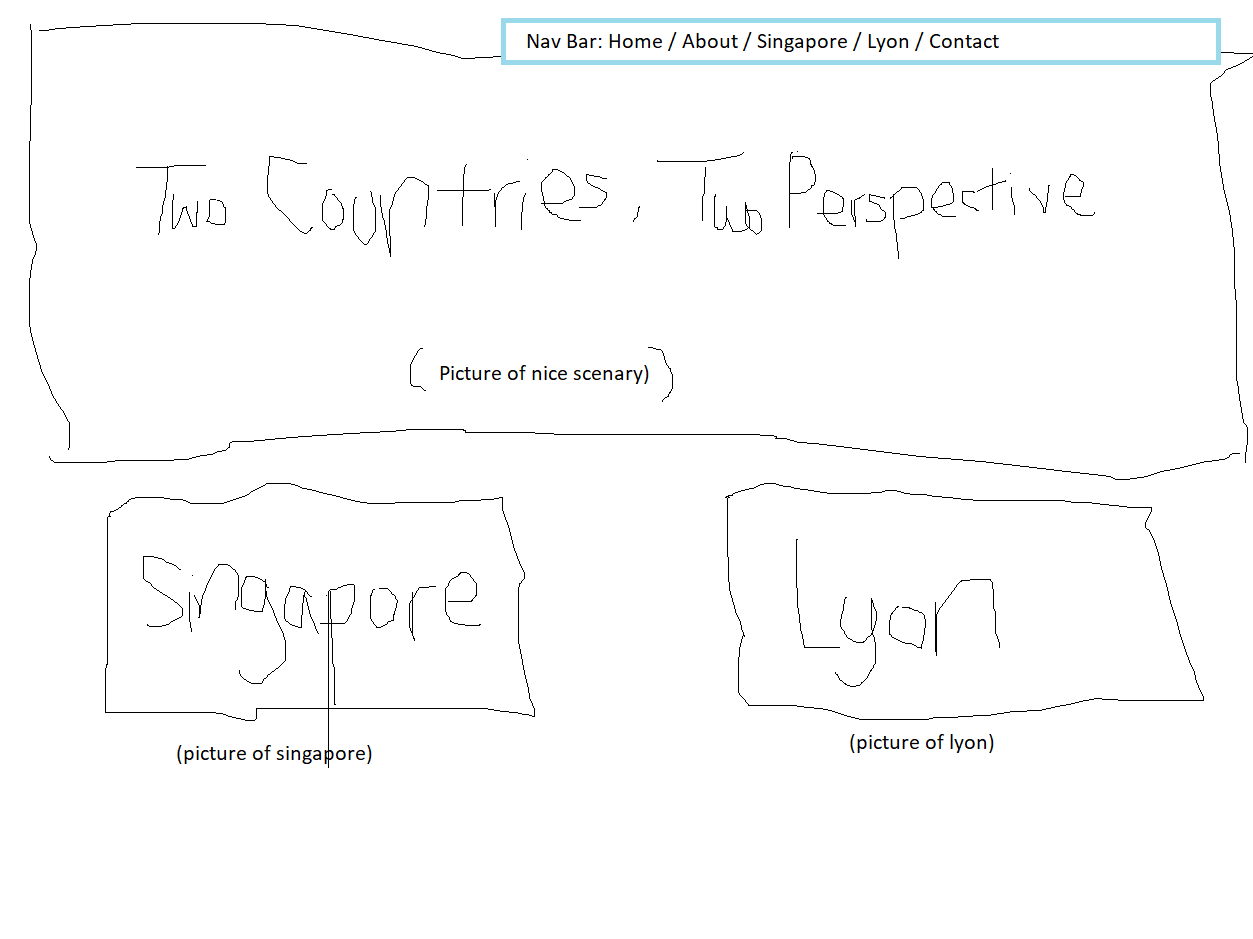 Nav Bar: Home / About / Singapore / Lyon / Contact
Two Countries, Two Perspective
(Picture of nice scenary)
Singapore
Lyon
(picture of singapore)
(picture of lyon)